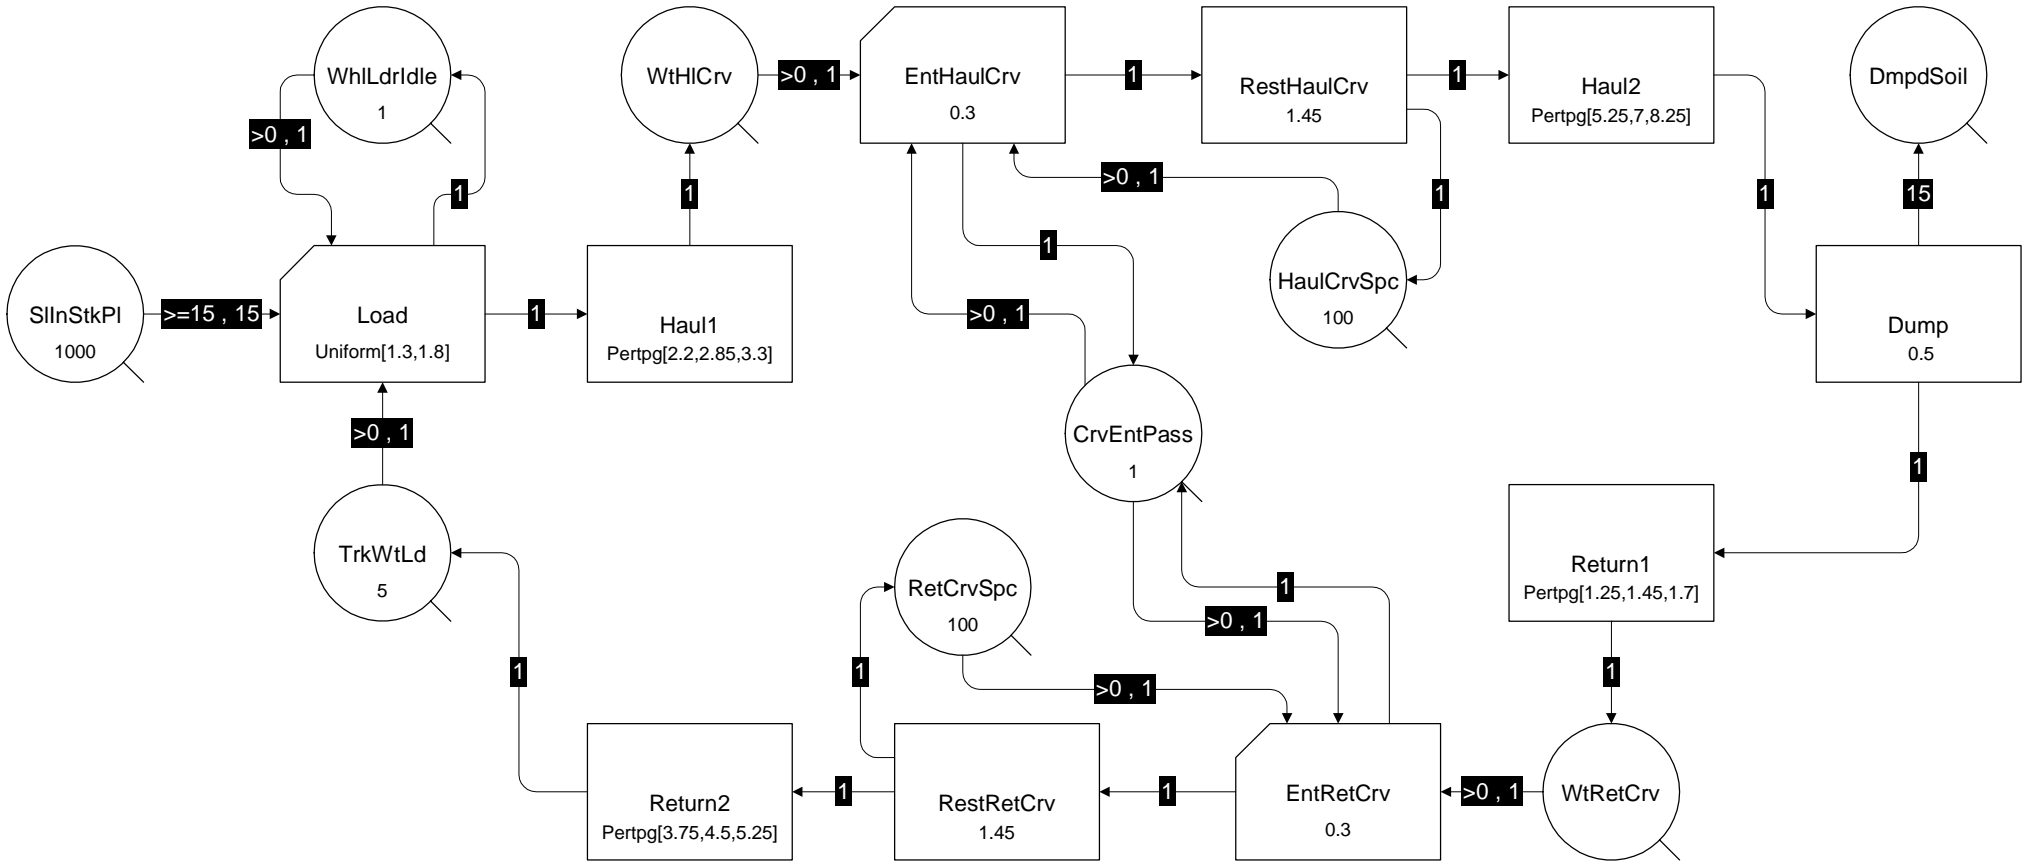 WhlLdrIdle
1
>0 , 1
1
WtHlCrv
>0 , 1
1
EntHaulCrv
0.3
1
RestHaulCrv
1.45
1
Haul2
Pertpg[5.25,7,8.25]
DmpdSoil
>0 , 1
1
1
15
SlInStkPl
1000
>=15 , 15
Load
Uniform[1.3,1.8]
1
Haul1
Pertpg[2.2,2.85,3.3]
1
>0 , 1
HaulCrvSpc
100
Dump
0.5
>0 , 1
CrvEntPass
1
1
TrkWtLd
5
RetCrvSpc
100
1
>0 , 1
Return1
Pertpg[1.25,1.45,1.7]
1
1
>0 , 1
1
Return2
Pertpg[3.75,4.5,5.25]
1
RestRetCrv
1.45
1
EntRetCrv
0.3
>0 , 1
WtRetCrv